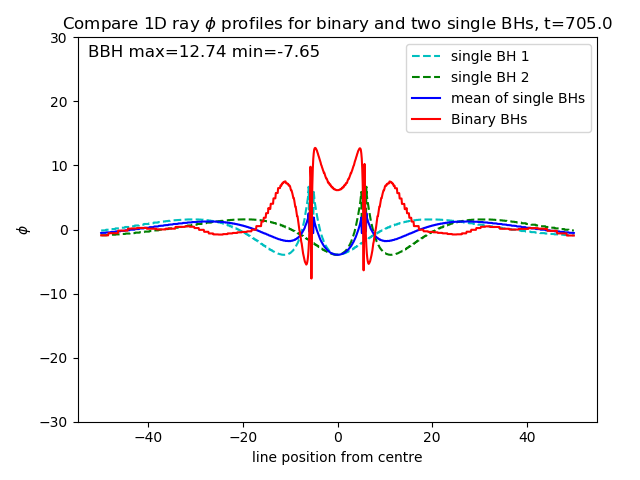 Compare 1D ray ϕ profiles for binary and two single BHs, t=705.0
BBH max=12.74 min=-7.65
single BH 1
single BH 2
mean of single BHs
Binary BHs
30
20
10
0
−10
−20
−30
ϕ
−40
−20
0
20
40
line position from centre